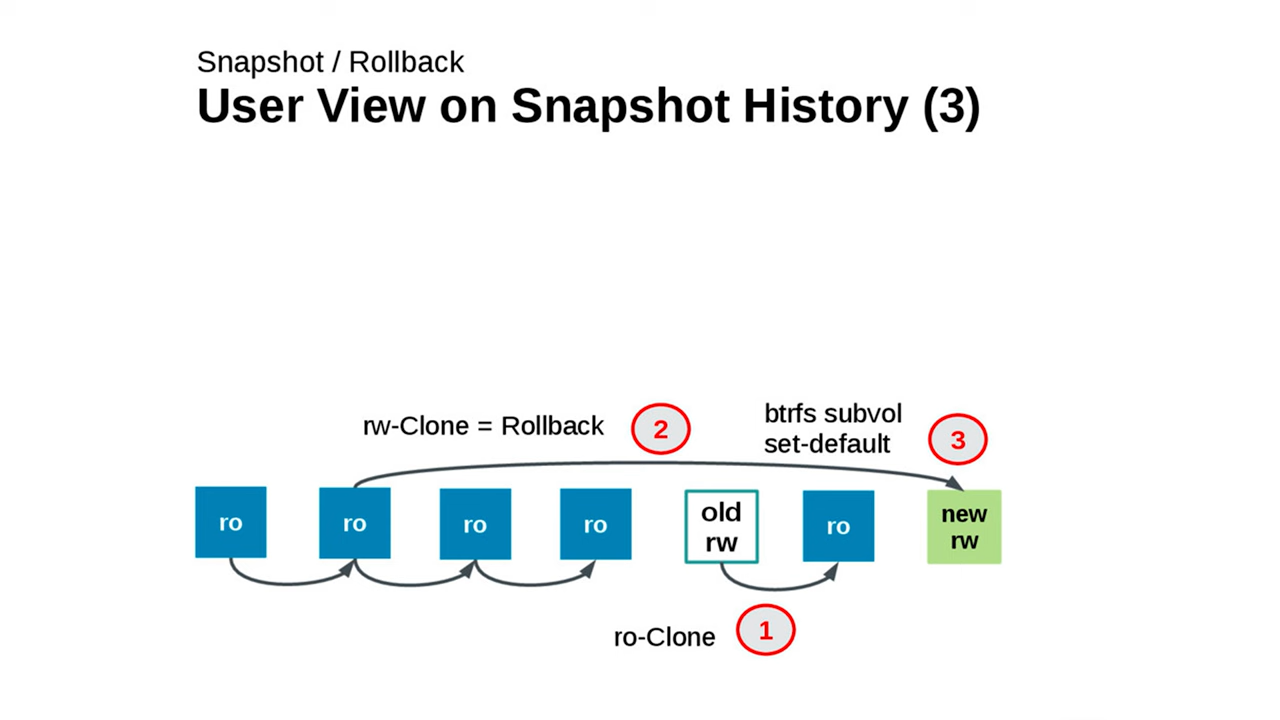 Snapshot / Rollback
User View on Snapshot History (3)
rw-Clone = Rollback
2
btrfs subvol
set-default
3
ro
ro
ro
ro
old
rw
ro
new
rw
ro-Clone
1